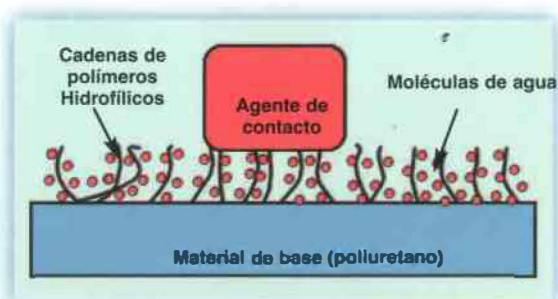 Cadenas de
polímeros
Hidrofílicos
Agente de
contacto
Moléculas de agua
Material de base (poliuretano)